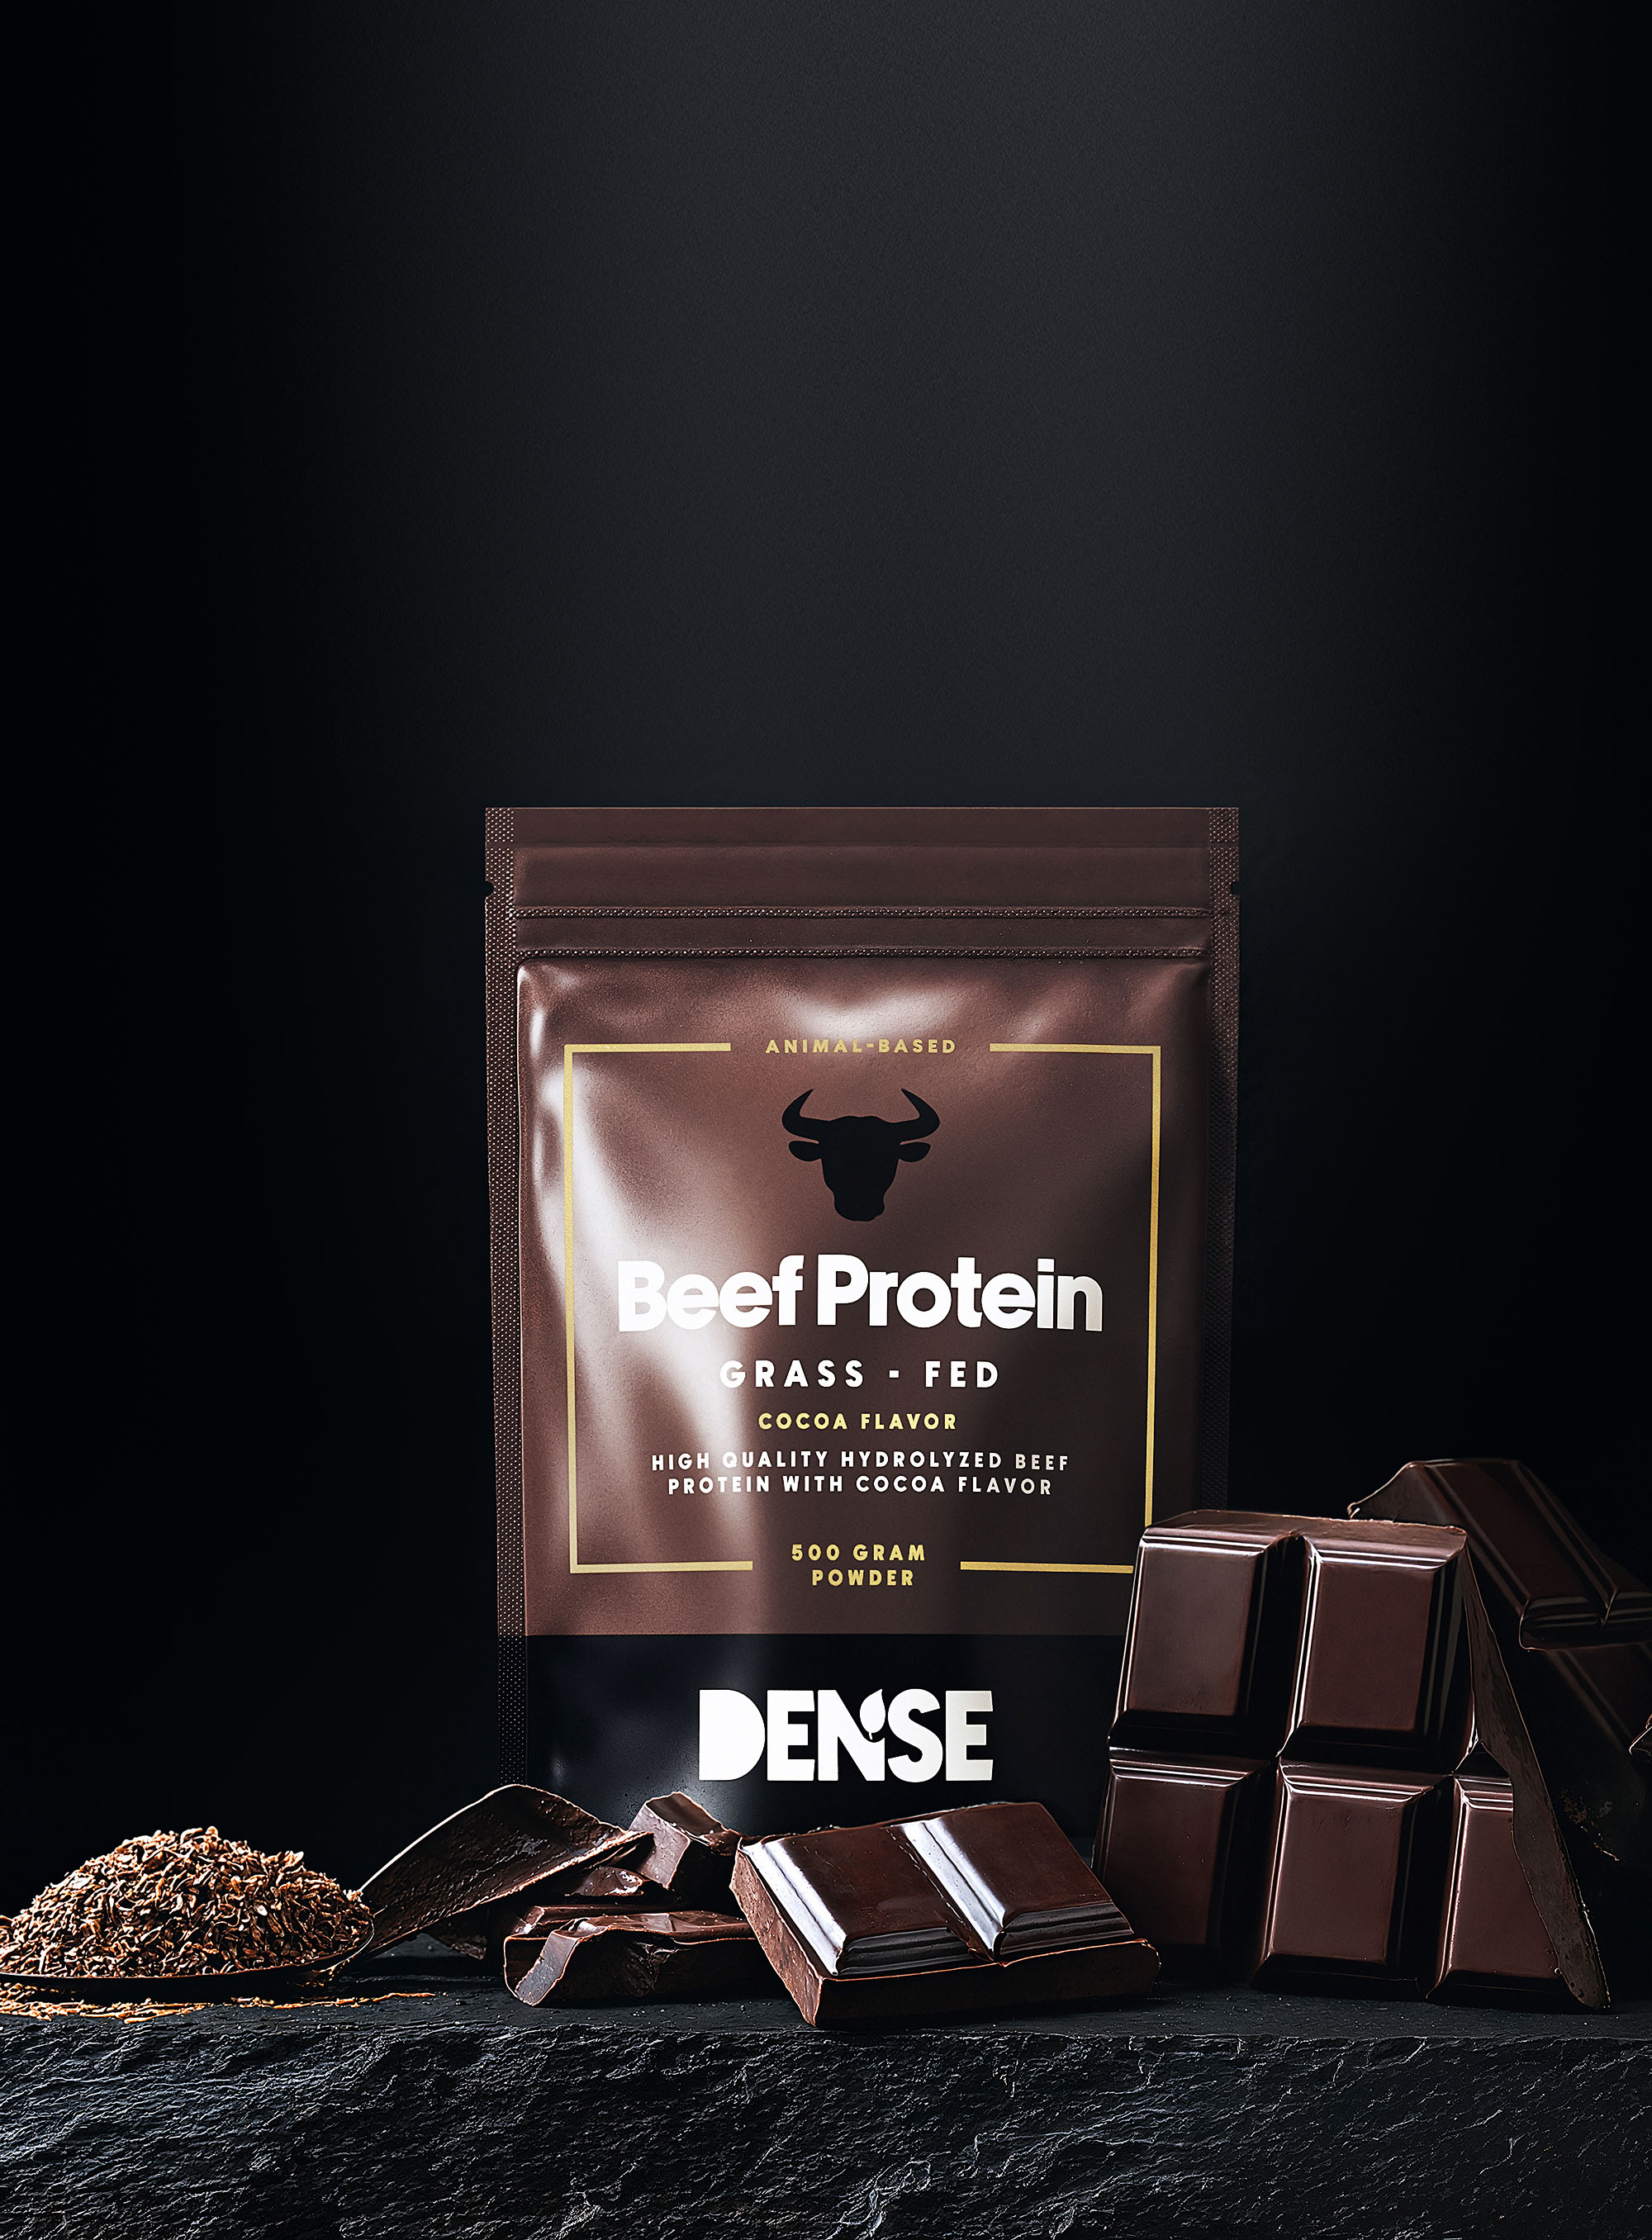 ANIMAL-BASED
Beef Protein
GRASS - FED
COCOA FLAVOR
HIGH QUALITY HYDROLYZED BEEF
PROTEIN WITH COCOA FLAVOR
500 GRAM
POWDER
DENSE